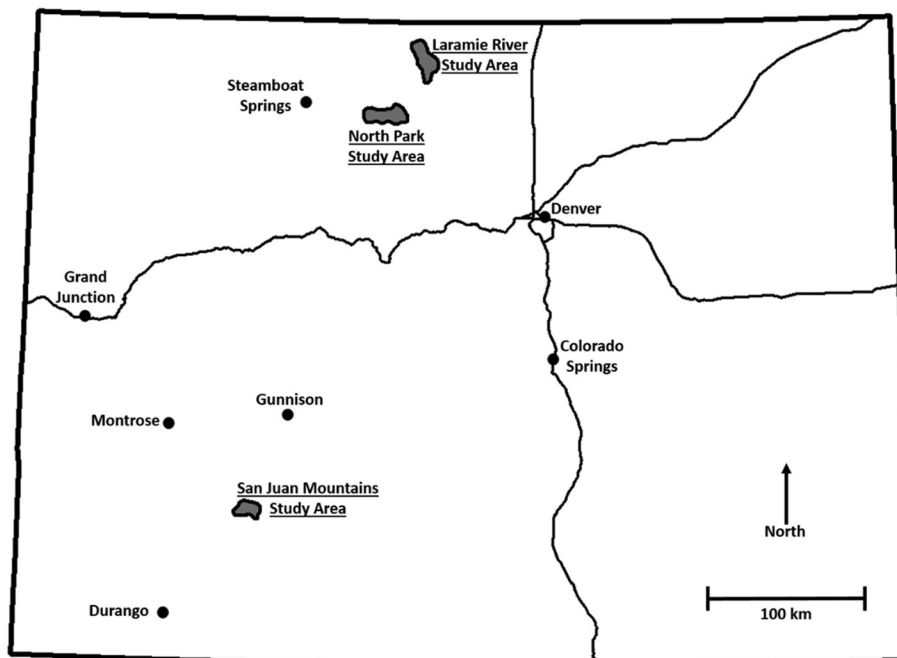 Laramie River
Study Area
Steamboat
Springs
North Park
Study Area
Denver
Grand
Junction
Colorado
Springs
Gunnison
Montrose
San Juan Mountains
Study Area
North
Durango
100 km